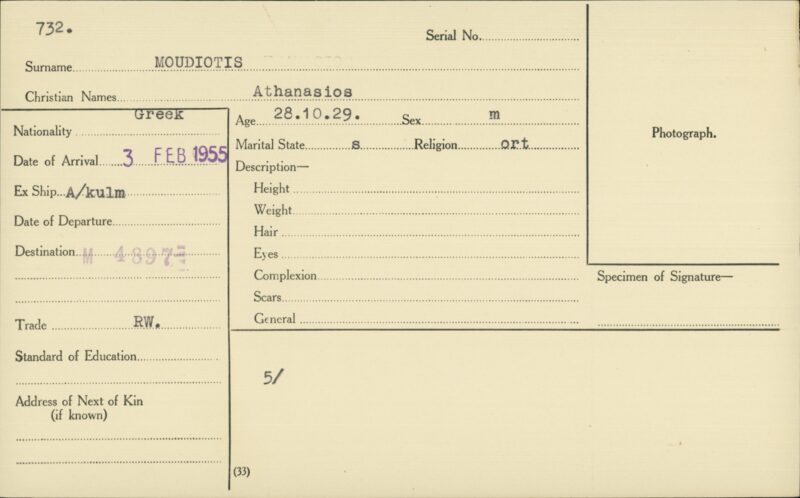 732.
Serial No.
Surname MOUDIOTIS
Christian Names Athanasios
Nationality Greek
Date of Arrival 3 FEB 1955
Ex Ship A/kulm
Date of Departure
Destination M 4897
Trade RW.
Standard of Education
Address of Next of Kin
(if known)
Age 28.10.29. Sex m
Marital State s Religion ort
Description—
Height
Weight
Hair
Eyes
Complexion
Scars
General
5/
(33)
Photograph.
Specimen of Signature—